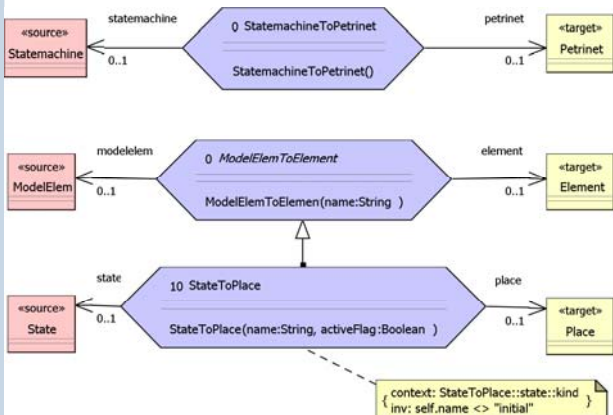 statemachine
0 StatemachineToPetrinet
petrinet
«source»
Statemachine
0..1
StatemachineToPetrinet()
0..1
«target»
Petrinet
modelelem
0 ModelElemToElement
element
«source»
ModelElem
0..1
ModelElemToElemen(name:String )
0..1
«target»
Element
state
10 StateToPlace
place
«source»
State
0..1
StateToPlace(name:String, activeFlag:Boolean )
0..1
«target»
Place
{ context: StateToPlace::state::kind
inv: self.name <> "initial" }